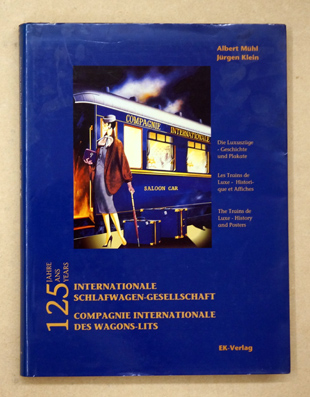 Albert Mühl
Jürgen Klein
COMPAGNIE INTERNATIONALE
SALOON CAR
Die Luxuszüge
- Geschichte
und Plakate
Les Trains de
Luxe - Histori-
que et Affiches
The Trains de
Luxe - History
and Posters
125 JAHRE
ANS
YEARS
INTERNATIONALE
SCHLAFWAGEN-GESELLSCHAFT
COMPAGNIE INTERNATIONALE
DES WAGONS-LITS
EK-Verlag